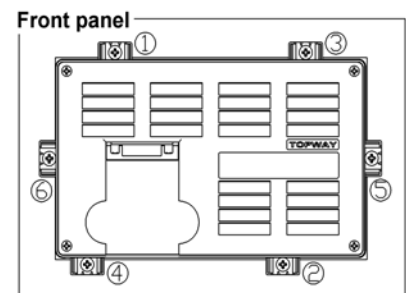 Front panel
① ③
TOPWAY
⑥ ⑤
④ ②